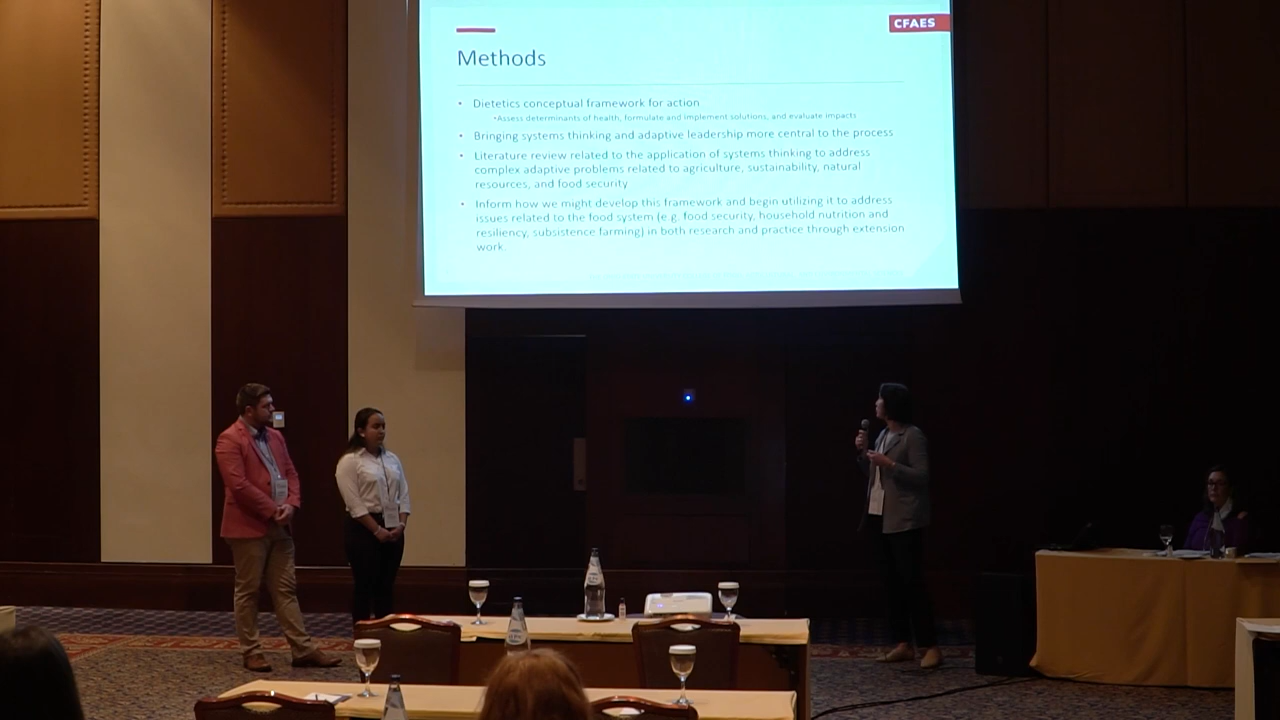 CFAES
Methods
• Dietetics conceptual framework for action
•Assess determinants of health, formulate and implement solutions, and evaluate impacts
• Bringing systems thinking and adaptive leadership more central to the process
• Literature review related to the application of systems thinking to address
complex adaptive problems related to agriculture, sustainability, natural
resources, and food security
• Inform how we might develop this framework and begin utilizing it to address
issues related to the food system (e.g. food security, household nutrition and
resiliency, subsistence farming) in both research and practice through extension
work.